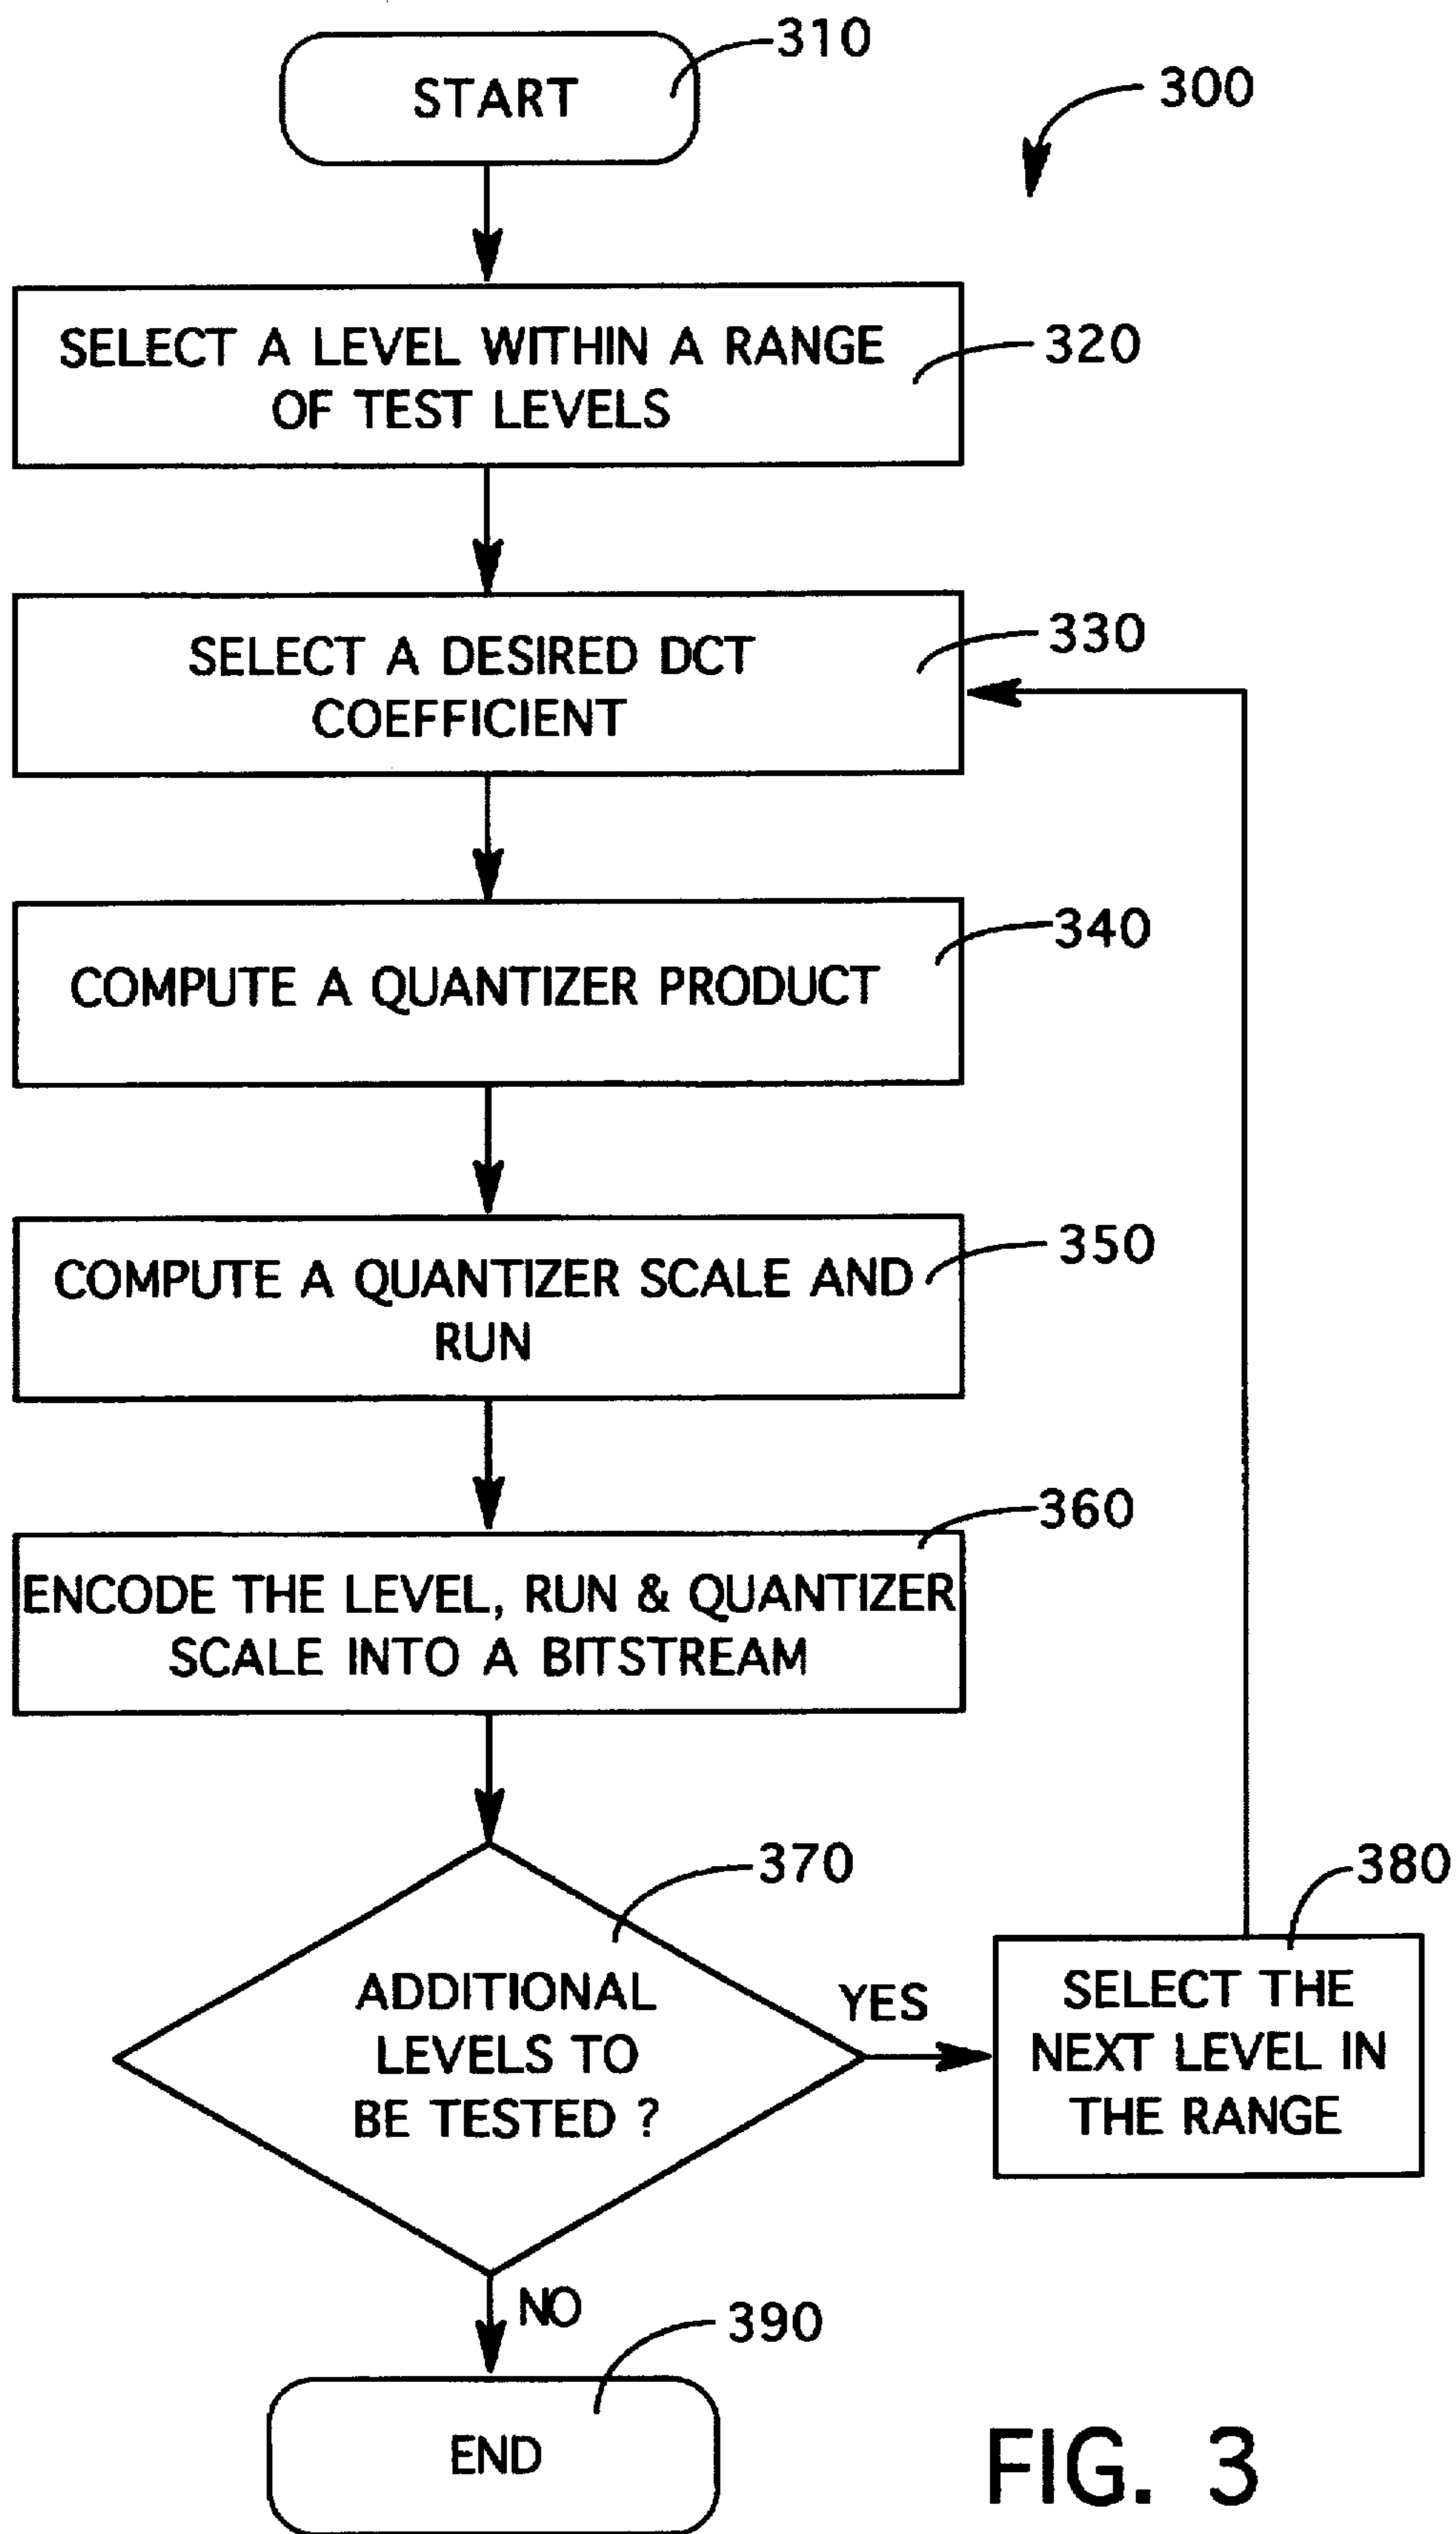 START
310
300
SELECT A LEVEL WITHIN A RANGE
OF TEST LEVELS
320
SELECT A DESIRED DCT
COEFFICIENT
330
COMPUTE A QUANTIZER PRODUCT
340
COMPUTE A QUANTIZER SCALE AND
RUN
350
ENCODE THE LEVEL, RUN & QUANTIZER
SCALE INTO A BITSTREAM
360
ADDITIONAL
LEVELS TO
BE TESTED ?
370
YES
SELECT THE
NEXT LEVEL IN
THE RANGE
380
NO
END
390
FIG. 3